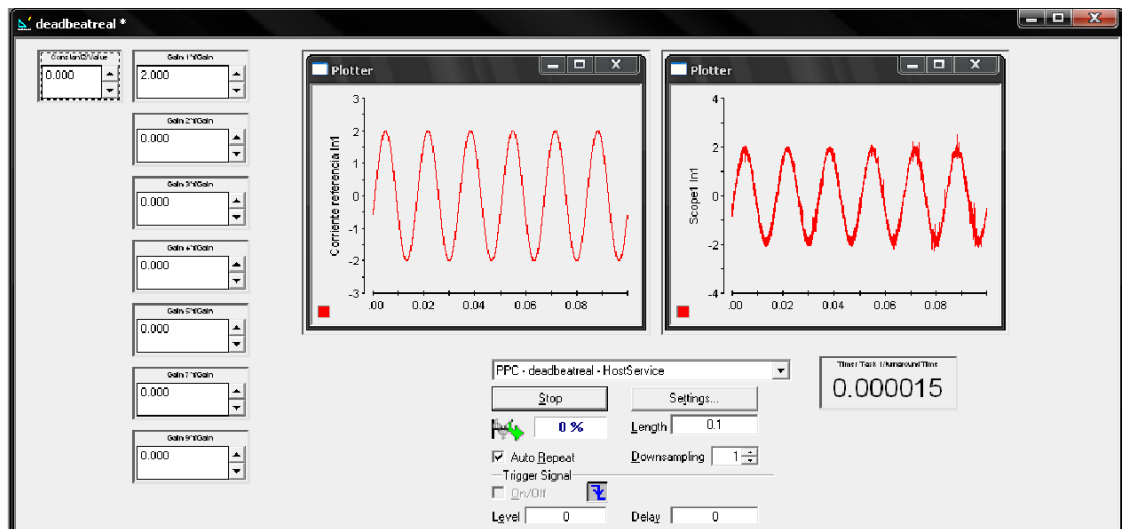 deadbeatreal *
Constant2/Value
0.000
Gain 1"\Gain
2.000
Gain 2"\Gain
0.000
Gain 3"\Gain
0.000
Gain 4"\Gain
0.000
Gain 5"\Gain
0.000
Gain 7"\Gain
0.000
Gain 9"\Gain
0.000
Plotter
Corriente referencia In1
3
2
1
0
-1
-2
-3
.00
0.02
0.04
0.06
0.08
Plotter
Scope1 In1
4
2
0
-2
-4
.00
0.02
0.04
0.06
0.08
PPC - deadbeatreal - HostService
Stop
Settings...
0 %
Length
0.1
Auto Repeat
Downsampling
1
Trigger Signal
On/Off
Level
0
Delay
0
Timer Task 1/turnaroundTime
0.000015